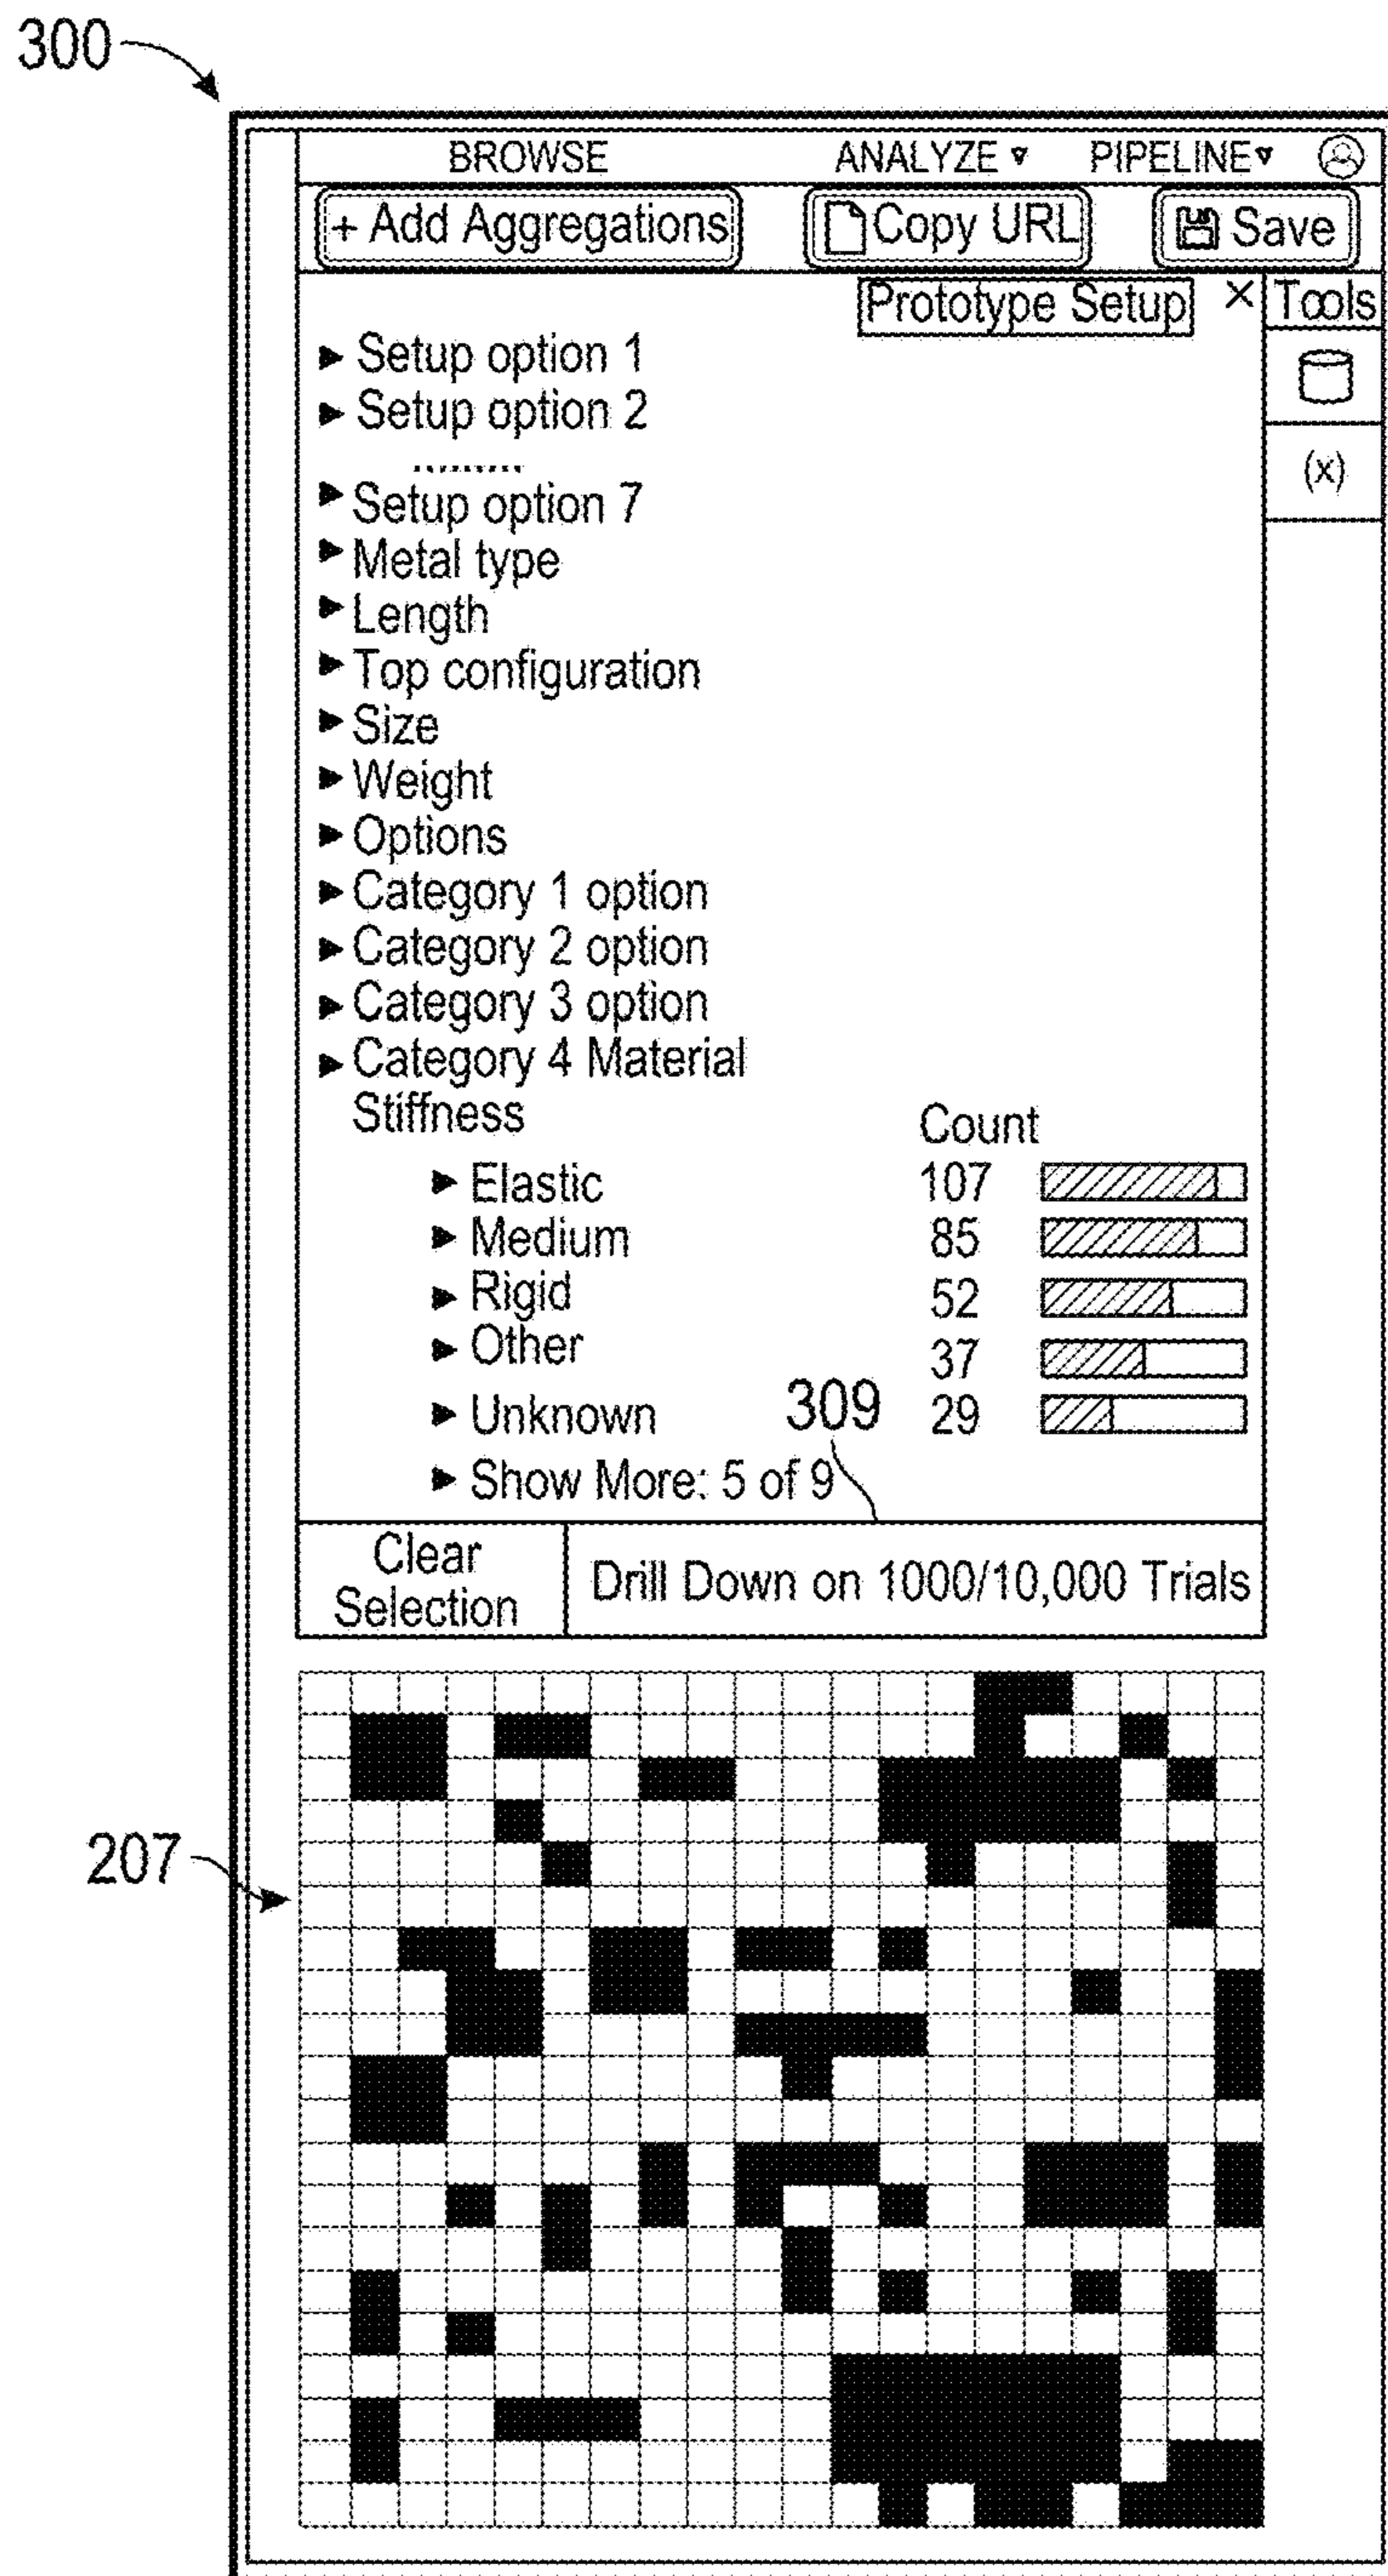 300
BROWSE ANALYZE PIPELINE
+ Add Aggregations Copy URL Save
Prototype Setup × Tools
Setup option 1
Setup option 2
........
(x)
Setup option 7
Metal type
Length
Top configuration
Size
Weight
Options
Category 1 option
Category 2 option
Category 3 option
Category 4 Material
Stiffness Count
Elastic 107
Medium 85
Rigid 52
Other 37
Unknown 309 29
Show More: 5 of 9
Clear
Selection
Drill Down on 1000/10,000 Trials
207